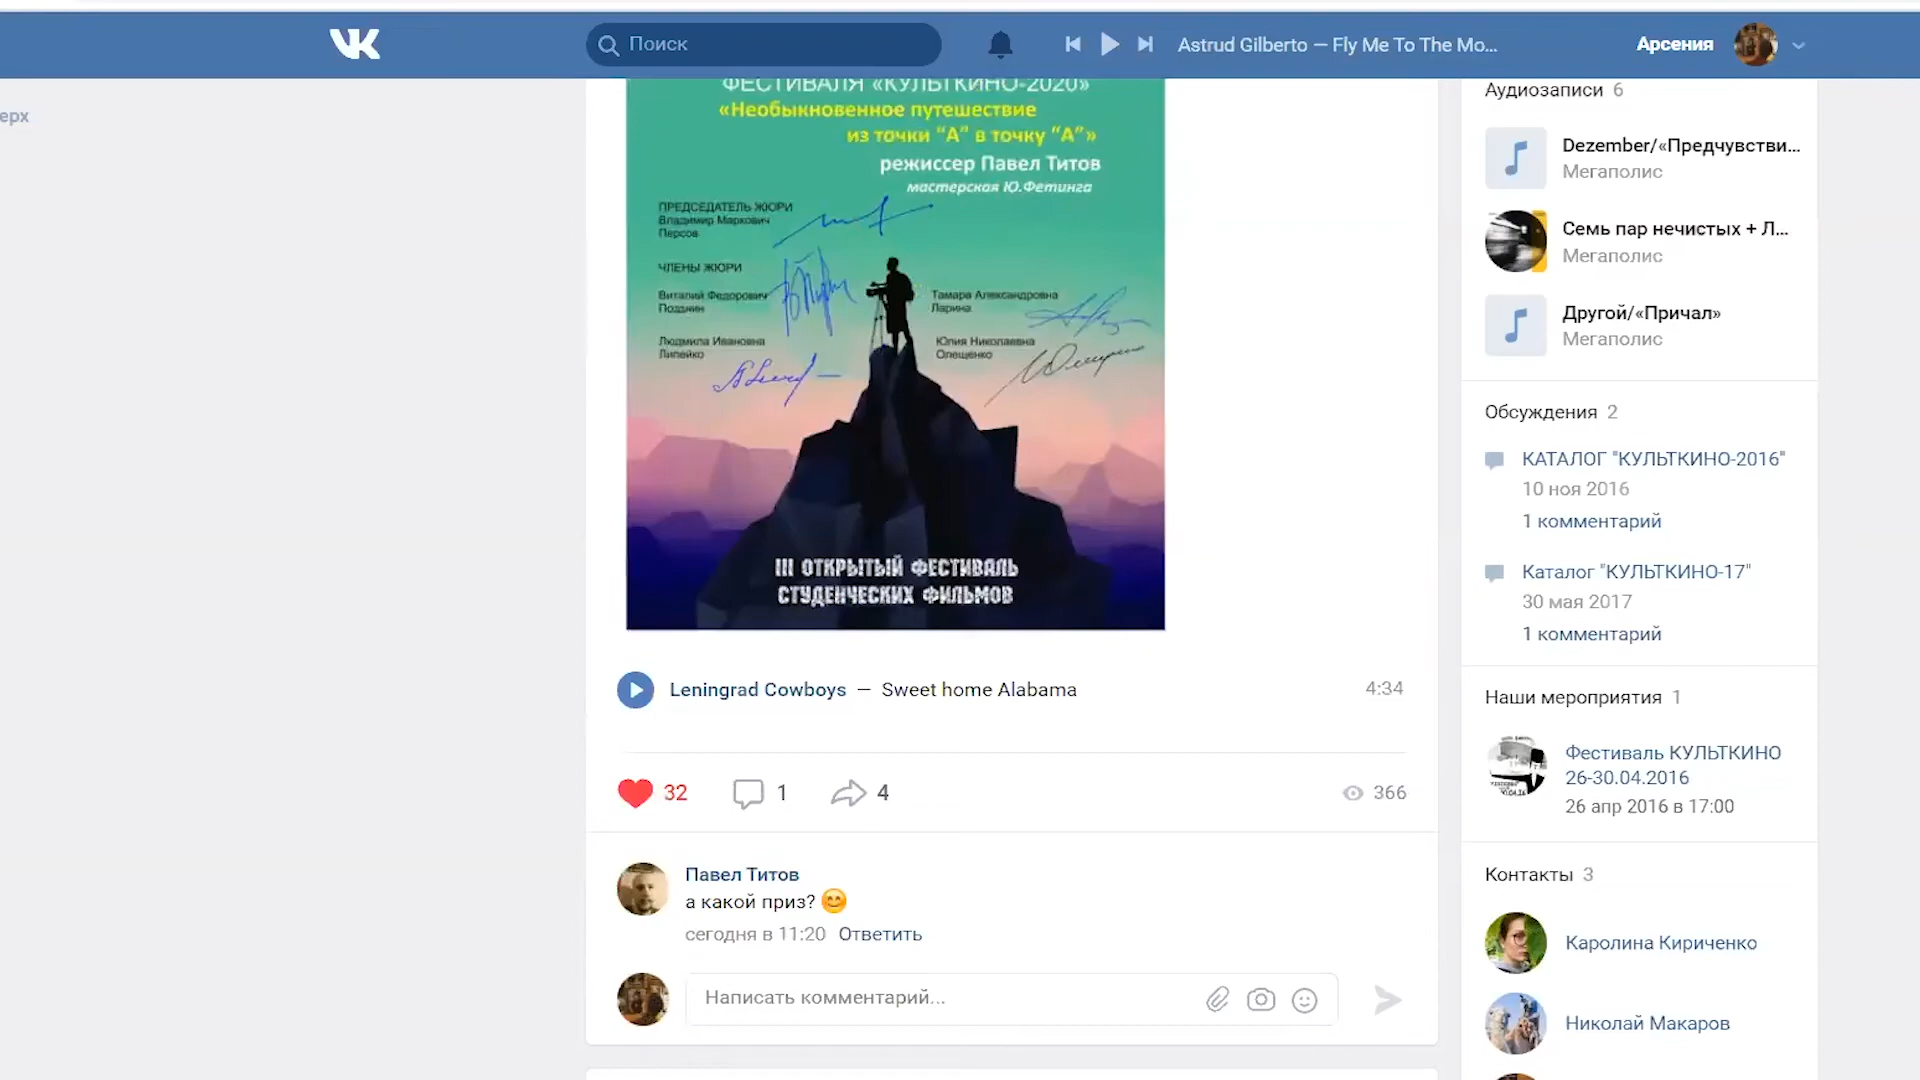 VK
Поиск
Astrud Gilberto — Fly Me To The Mo...
Арсения
ерх
ФЕСТИВАЛЯ «КУЛЬТКИНО-2020»
«Необыкновенное путешествие
из точки “А” в точку “А”»
режиссер Павел Титов
мастерская Ю.Фетинга
ПРЕДСЕДАТЕЛЬ ЖЮРИ
Владимир Маркович
Персов
ЧЛЕНЫ ЖЮРИ
Виталий Федорович
Познин
Тамара Александровна
Ларина
Людмила Ивановна
Липейко
Юлия Николаевна
Олещенко
III ОТКРЫТЫЙ ФЕСТИВАЛЬ
СТУДЕНЧЕСКИХ ФИЛЬМОВ
Leningrad Cowboys — Sweet home Alabama
4:34
32
1
4
366
Павел Титов
а какой приз? 😊
сегодня в 11:20 Ответить
Написать комментарий...
Аудиозаписи 6
Dezember/«Предчувстви...
Мегаполис
Семь пар нечистых + Л...
Мегаполис
Другой/«Причал»
Мегаполис
Обсуждения 2
КАТАЛОГ "КУЛЬТКИНО-2016"
10 ноя 2016
1 комментарий
Каталог "КУЛЬТКИНО-17"
30 мая 2017
1 комментарий
Наши мероприятия 1
Фестиваль КУЛЬТКИНО
26-30.04.2016
26 апр 2016 в 17:00
Контакты 3
Каролина Кириченко
Николай Макаров